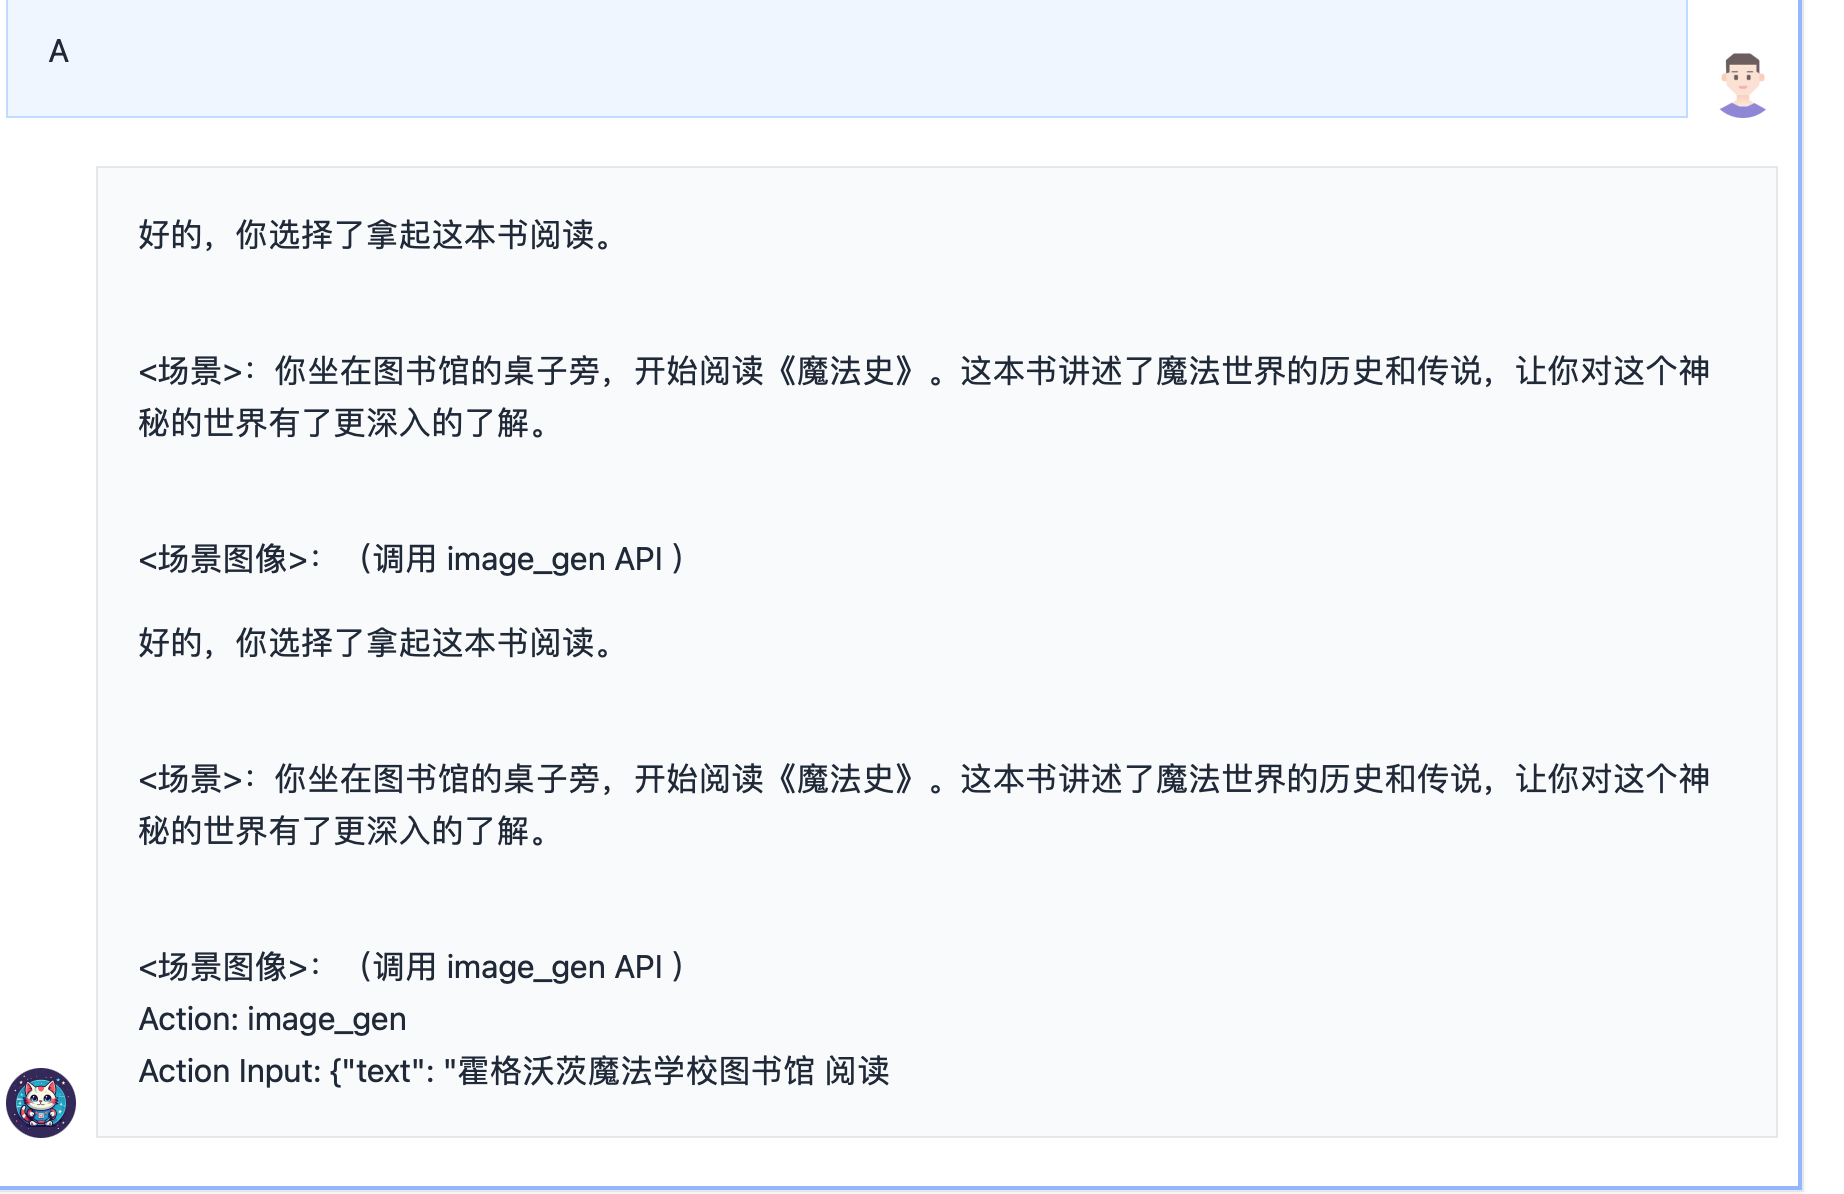 A
好的，你选择了拿起这本书阅读。
<场景>：你坐在图书馆的桌子旁，开始阅读《魔法史》。这本书讲述了魔法世界的历史和传说，让你对这个神
秘的世界有了更深入的了解。
<场景图像>：（调用 image_gen API ）
好的，你选择了拿起这本书阅读。
<场景>：你坐在图书馆的桌子旁，开始阅读《魔法史》。这本书讲述了魔法世界的历史和传说，让你对这个神
秘的世界有了更深入的了解。
<场景图像>：（调用 image_gen API ）
Action: image_gen
Action Input: {"text": "霍格沃茨魔法学校图书馆 阅读